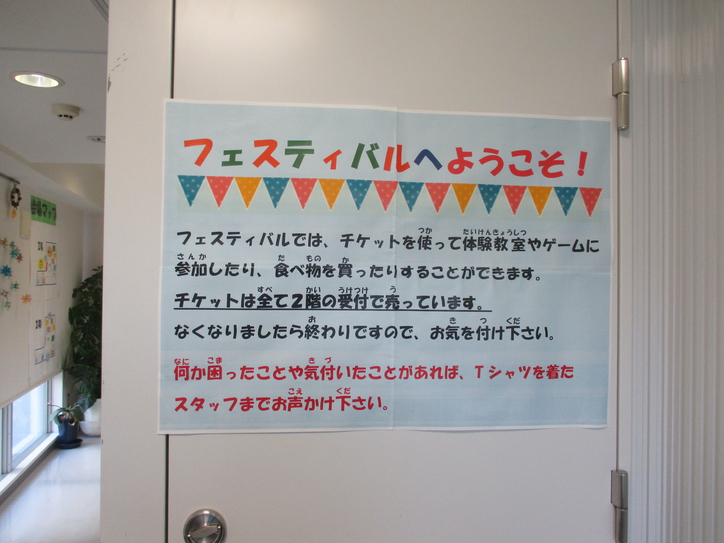 フェスティバルへようこそ！
フェスティバルでは、チケットを使って体験教室やゲームに
参加したり、食べ物を買ったりすることができます。
チケットは全て２階の受付で売っています。
なくなりましたら終わりですので、お気を付け下さい。
何か困ったことや気付いたことがあれば、Ｔシャツを着た
スタッフまでお声かけ下さい。
会場マップ